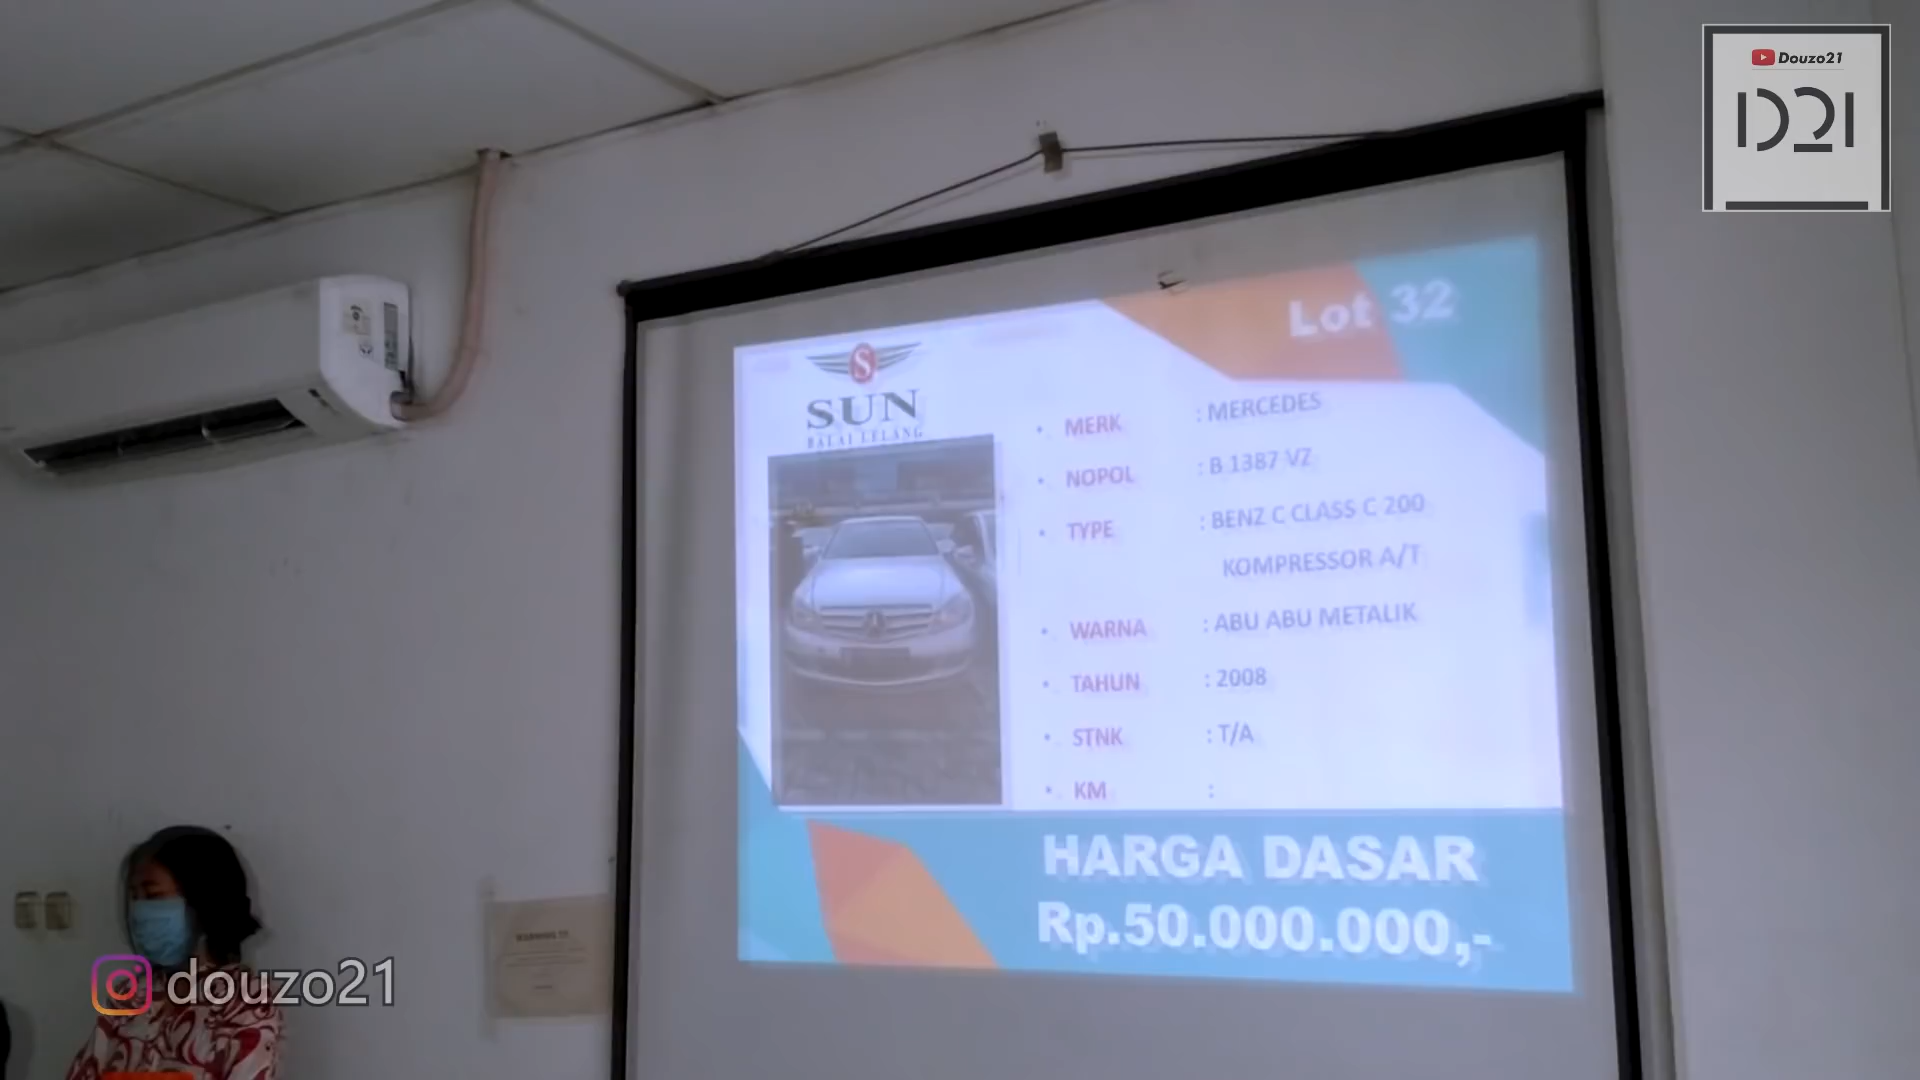 Douzo21
D21
Lot 32
S
SUN
BALAI LELANG
• MERK : MERCEDES
• NOPOL : B 1387 VZ
• TYPE : BENZ C CLASS C 200
KOMPRESSOR A/T
• WARNA : ABU ABU METALIK
• TAHUN : 2008
• STNK : T/A
• KM :
HARGA DASAR
Rp.50.000.000,-
douzo21